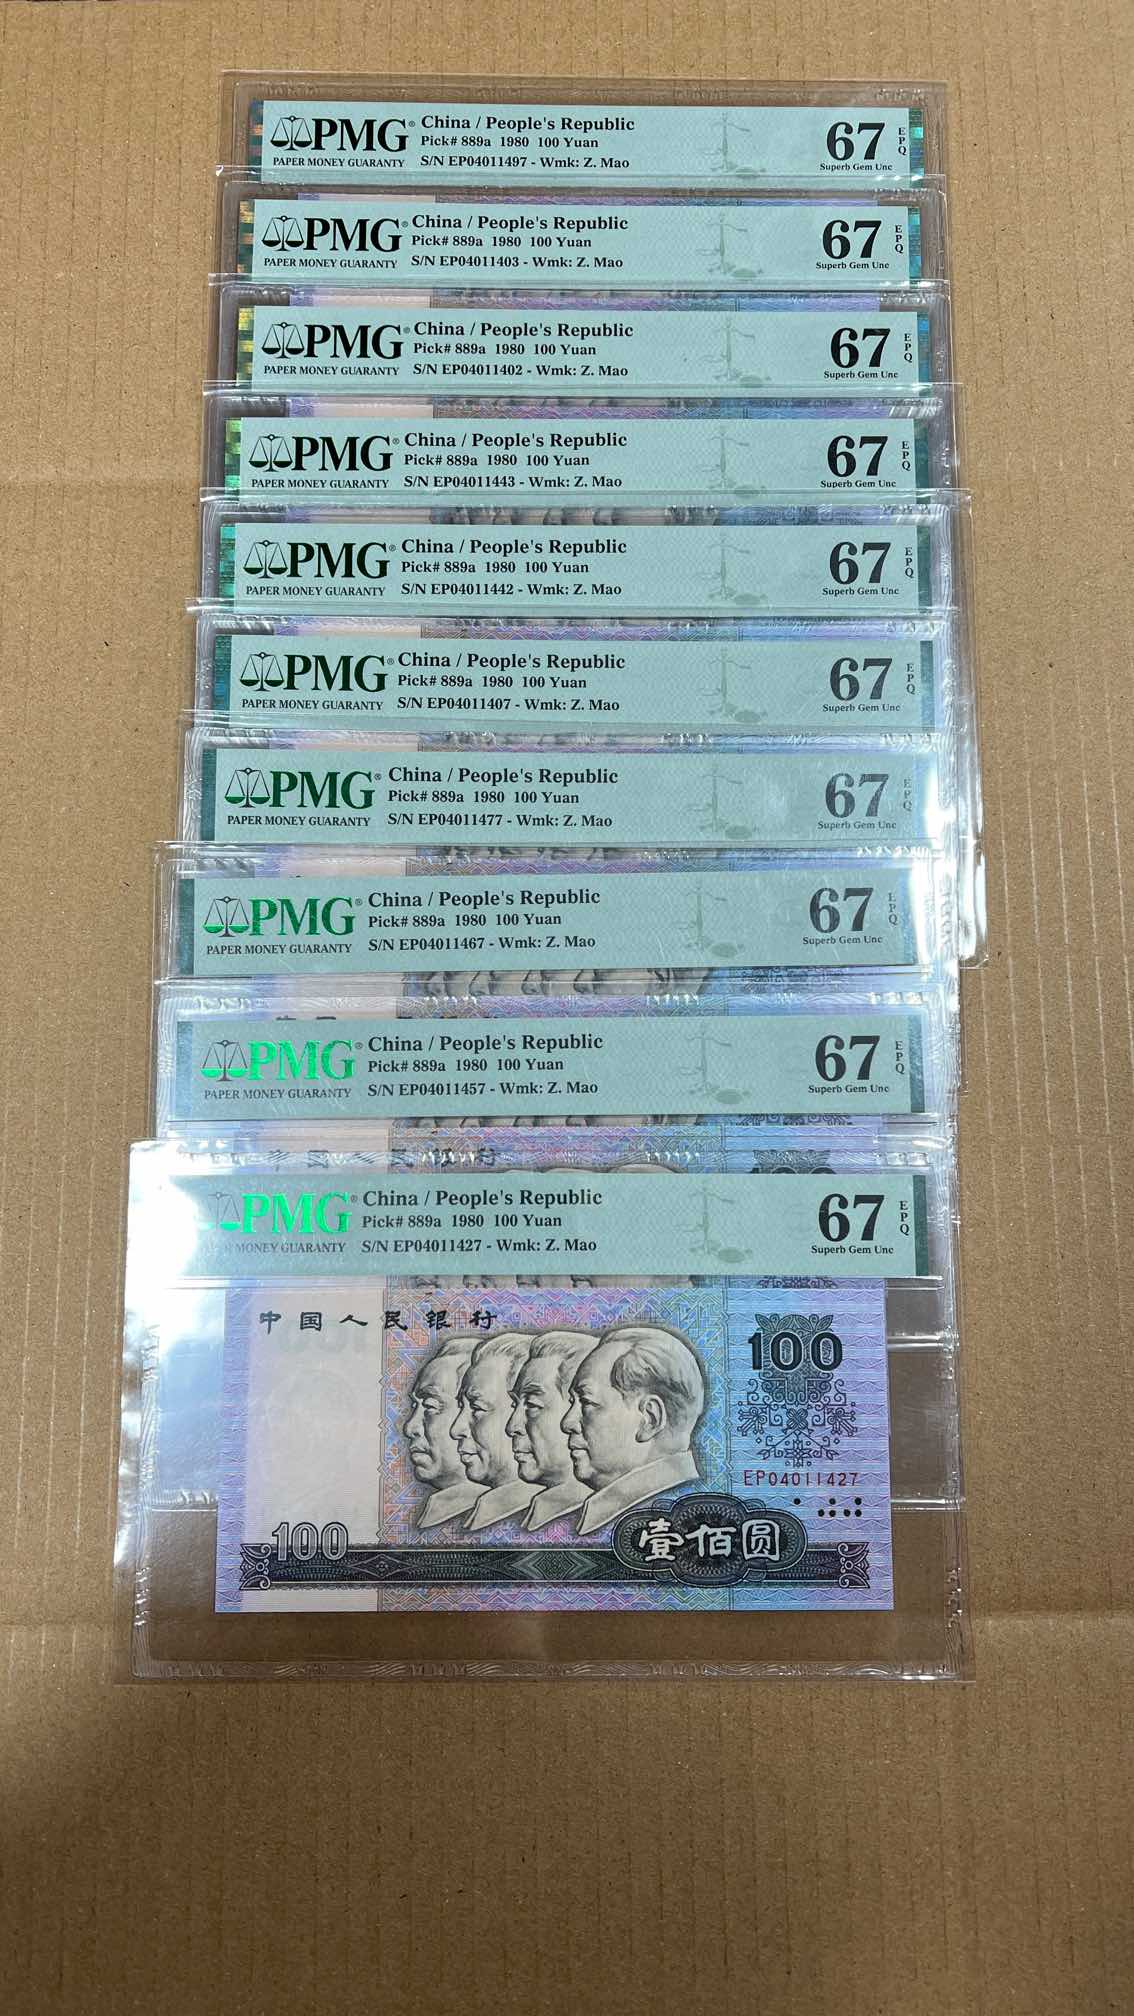 PMG® China / People's Republic 67 EPQ
Pick# 889a 1980 100 Yuan
PAPER MONEY GUARANTY S/N EP04011497 - Wmk: Z. Mao Superb Gem Unc
PMG® China / People's Republic 67 EPQ
Pick# 889a 1980 100 Yuan
PAPER MONEY GUARANTY S/N EP04011403 - Wmk: Z. Mao Superb Gem Unc
PMG® China / People's Republic 67 EPQ
Pick# 889a 1980 100 Yuan
PAPER MONEY GUARANTY S/N EP04011402 - Wmk: Z. Mao Superb Gem Unc
PMG® China / People's Republic 67 EPQ
Pick# 889a 1980 100 Yuan
PAPER MONEY GUARANTY S/N EP04011443 - Wmk: Z. Mao Superb Gem Unc
PMG® China / People's Republic 67 EPQ
Pick# 889a 1980 100 Yuan
PAPER MONEY GUARANTY S/N EP04011442 - Wmk: Z. Mao Superb Gem Unc
PMG® China / People's Republic 67 EPQ
Pick# 889a 1980 100 Yuan
PAPER MONEY GUARANTY S/N EP04011407 - Wmk: Z. Mao Superb Gem Unc
PMG® China / People's Republic 67 EPQ
Pick# 889a 1980 100 Yuan
PAPER MONEY GUARANTY S/N EP04011477 - Wmk: Z. Mao Superb Gem Unc
PMG® China / People's Republic 67 EPQ
Pick# 889a 1980 100 Yuan
PAPER MONEY GUARANTY S/N EP04011467 - Wmk: Z. Mao Superb Gem Unc
PMG® China / People's Republic 67 EPQ
Pick# 889a 1980 100 Yuan
PAPER MONEY GUARANTY S/N EP04011457 - Wmk: Z. Mao Superb Gem Unc
PMG® China / People's Republic 67 EPQ
Pick# 889a 1980 100 Yuan
MONEY GUARANTY S/N EP04011427 - Wmk: Z. Mao Superb Gem Unc
中国人民银行
100
EP04011427
100 壹佰圆